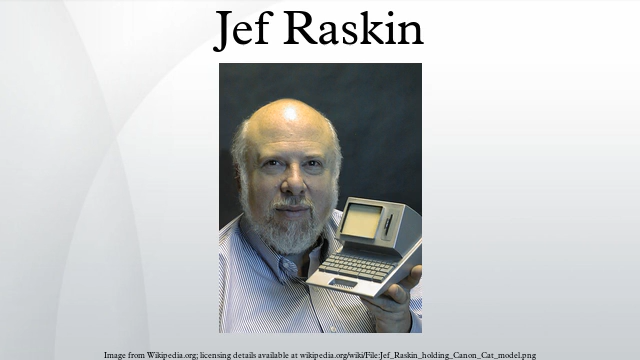 Jef Raskin
Image from Wikipedia.org; licensing details available at wikipedia.org/wiki/File:Jef_Raskin_holding_Canon_Cat_model.png